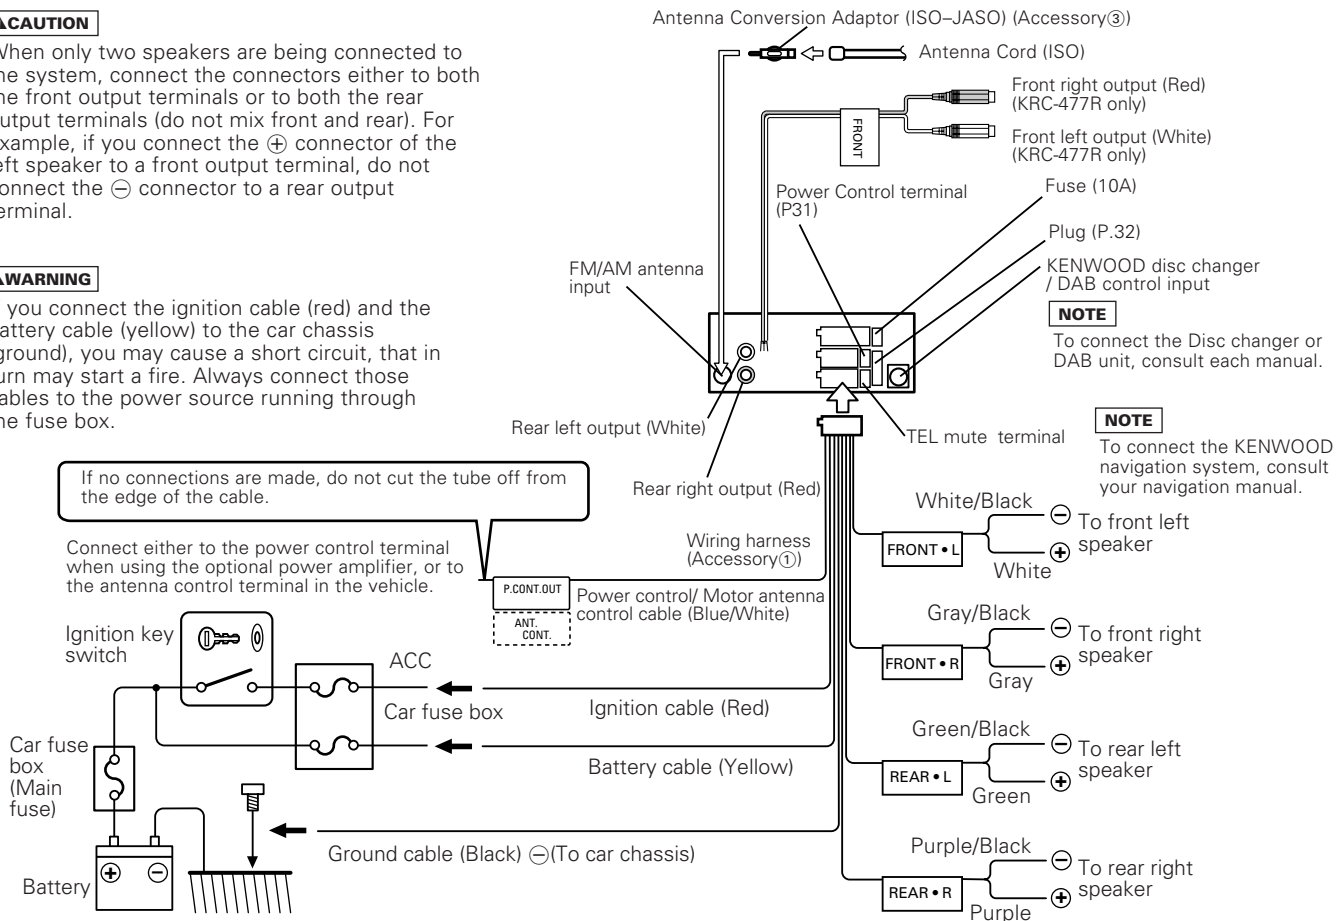 CAUTION
When only two speakers are being connected to
he system, connect the connectors either to both
he front output terminals or to both the rear
utput terminals (do not mix front and rear). For
xample, if you connect the ⊕ connector of the
eft speaker to a front output terminal, do not
onnect the ⊖ connector to a rear output
erminal.
WARNING
you connect the ignition cable (red) and the
attery cable (yellow) to the car chassis
ground), you may cause a short circuit, that in
urn may start a fire. Always connect those
ables to the power source running through
he fuse box.
Antenna Conversion Adaptor (ISO–JASO) (Accessory③)
Antenna Cord (ISO)
Front right output (Red)
(KRC-477R only)
FRONT
Front left output (White)
(KRC-477R only)
Power Control terminal
(P31)
Fuse (10A)
Plug (P.32)
FM/AM antenna
input
KENWOOD disc changer
/ DAB control input
NOTE
To connect the Disc changer or
DAB unit, consult each manual.
Rear left output (White)
TEL mute terminal
NOTE
To connect the KENWOOD
navigation system, consult
your navigation manual.
Rear right output (Red)
If no connections are made, do not cut the tube off from
the edge of the cable.
Wiring harness
(Accessory①)
Connect either to the power control terminal
when using the optional power amplifier, or to
the antenna control terminal in the vehicle.
P.CONT.OUT
ANT.
CONT.
Power control/ Motor antenna
control cable (Blue/White)
White/Black
FRONT • L
White
⊖
⊕
To front left
speaker
Gray/Black
FRONT • R
Gray
⊖
⊕
To front right
speaker
Ignition key
switch
ACC
Car fuse box
Ignition cable (Red)
Battery cable (Yellow)
Green/Black
REAR • L
Green
⊖
⊕
To rear left
speaker
Car fuse
box
(Main
fuse)
Ground cable (Black) ⊖(To car chassis)
Battery
⊕
⊖
Purple/Black
REAR • R
Purple
⊖
⊕
To rear right
speaker